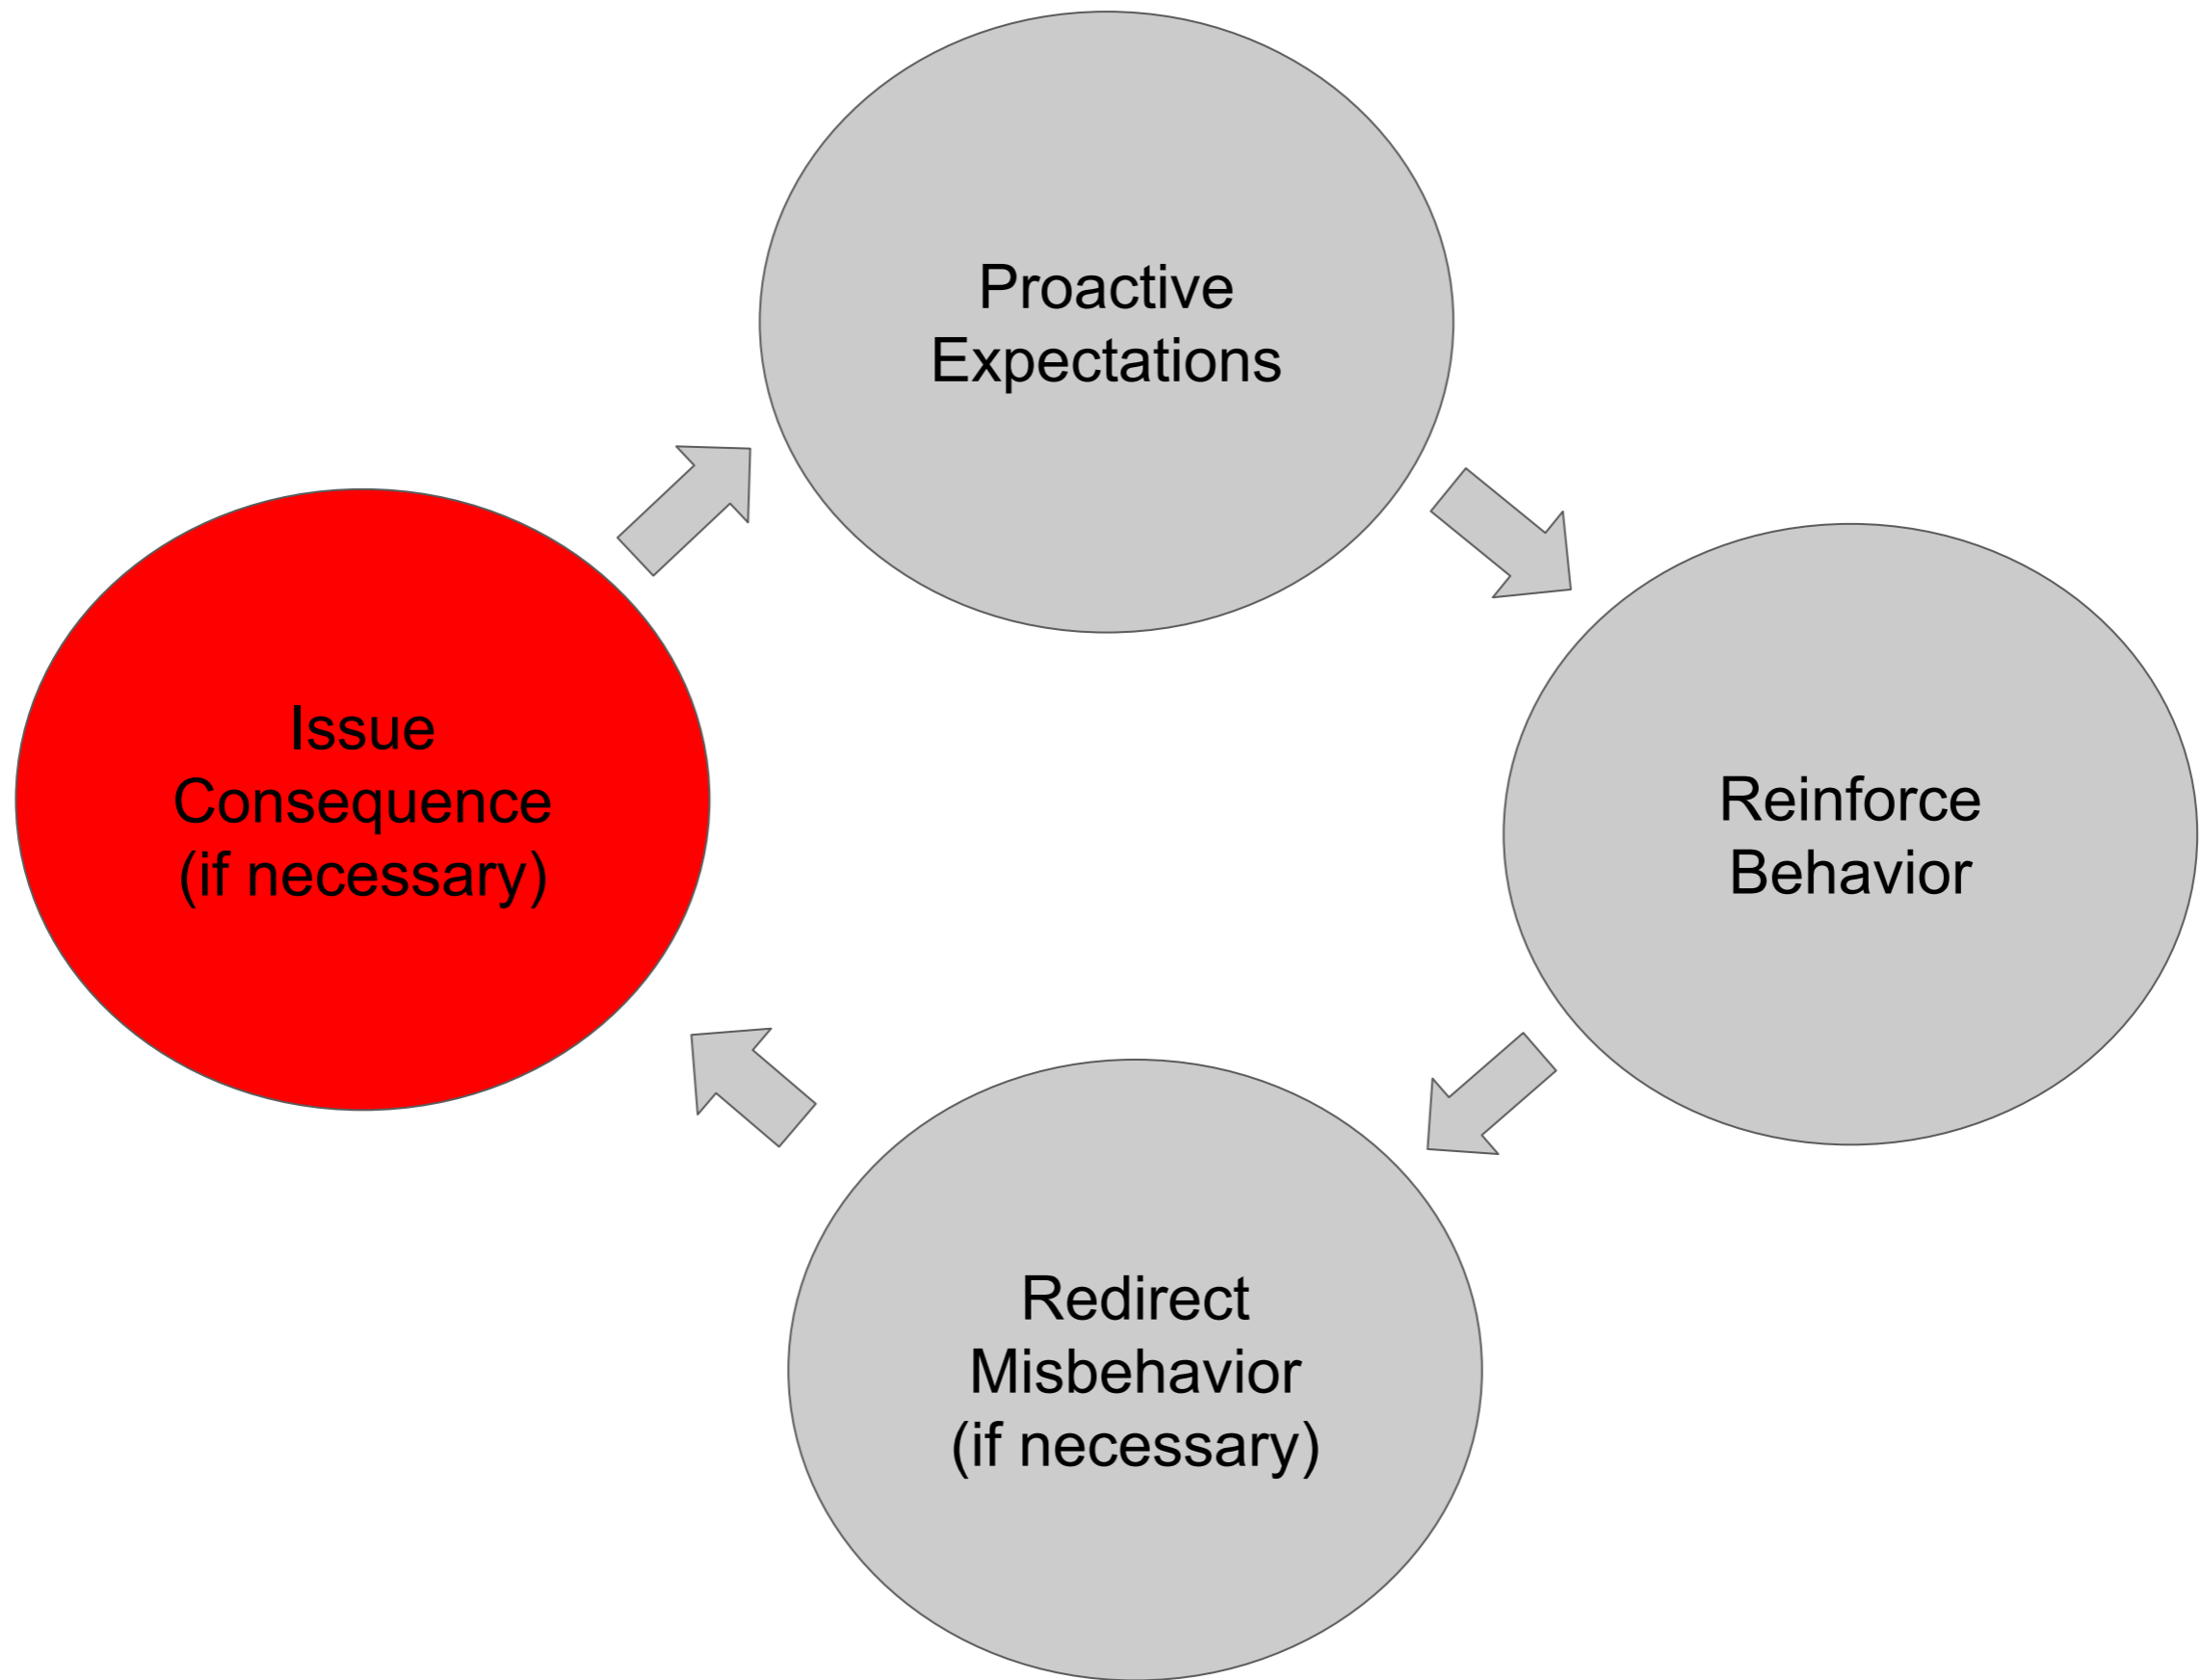 Proactive
Expectations
Issue
Consequence
(if necessary)
Reinforce
Behavior
Redirect
Misbehavior
(if necessary)